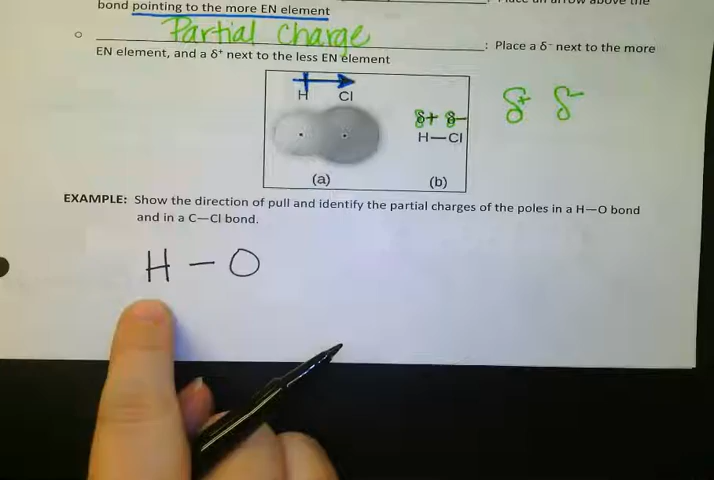 bond pointing to the more EN element
Partial Charge
: Place a δ⁻ next to the more
EN element, and a δ⁺ next to the less EN element
H Cl
δ+ δ-
δ+ δ-
H—Cl
(a)
(b)
EXAMPLE: Show the direction of pull and identify the partial charges of the poles in a H—O bond
and in a C—Cl bond.
H - O